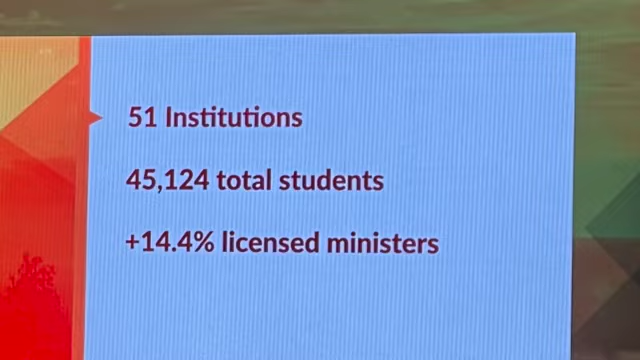 51 Institutions
45,124 total students
+14.4% licensed ministers